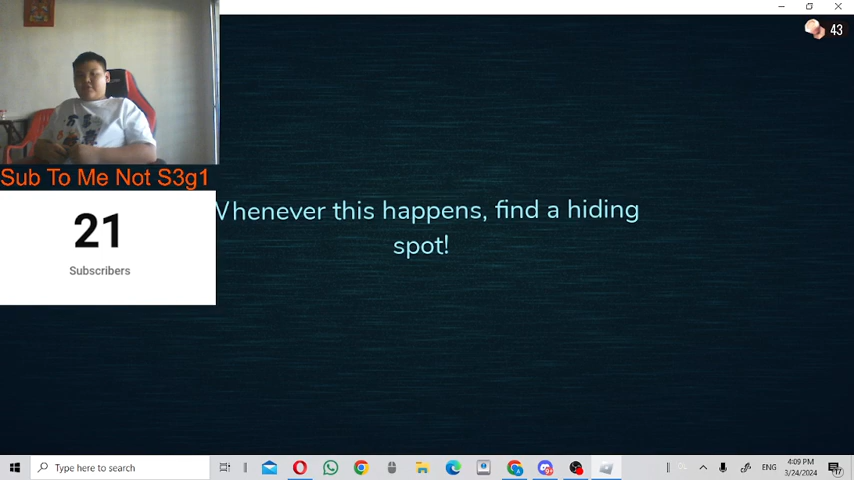 43
Sub To Me Not S3g1
21
Subscribers
Whenever this happens, find a hiding
spot!
Type here to search
ENG
4:09 PM
3/24/2024